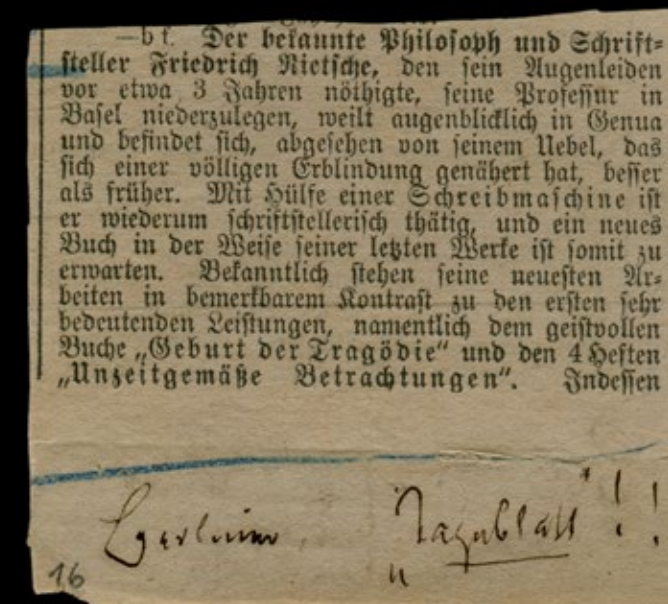 —bf. Der bekannte Philosoph und Schrift-
steller Friedrich Nietsche, den sein Augenleiden
vor etwa 3 Jahren nöthigte, seine Professur in
Basel niederzulegen, weilt augenblicklich in Genua
und befindet sich, abgesehen von seinem Uebel, das
sich einer völligen Erblindung genähert hat, besser
als früher. Mit Hülfe einer Schreibmaschine ist
er wiederum schriftstellerisch thätig, und ein neues
Buch in der Weise seiner letzten Werke ist somit zu
erwarten. Bekanntlich stehen seine neuesten Ar-
beiten in bemerkbarem Kontrast zu den ersten sehr
bedeutenden Leistungen, namentlich dem geistvollen
Buche „Geburt der Tragödie“ und den 4 Heften
„Unzeitgemäße Betrachtungen“. Indessen
Berliner „Tageblatt“!!
16